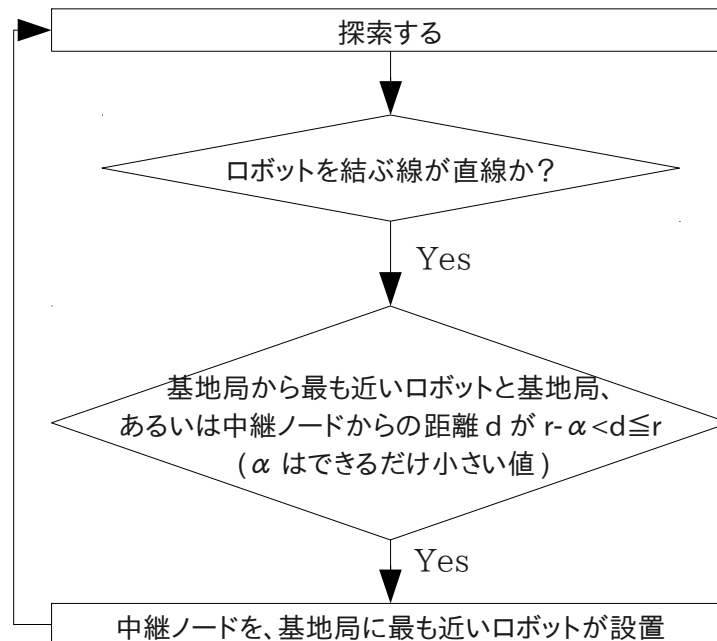 探索する
ロボットを結ぶ線が直線か？
Yes
基地局から最も近いロボットと基地局、
あるいは中継ノードからの距離 d が r-α<d≦r
(α はできるだけ小さい値)
Yes
中継ノードを、基地局に最も近いロボットが設置